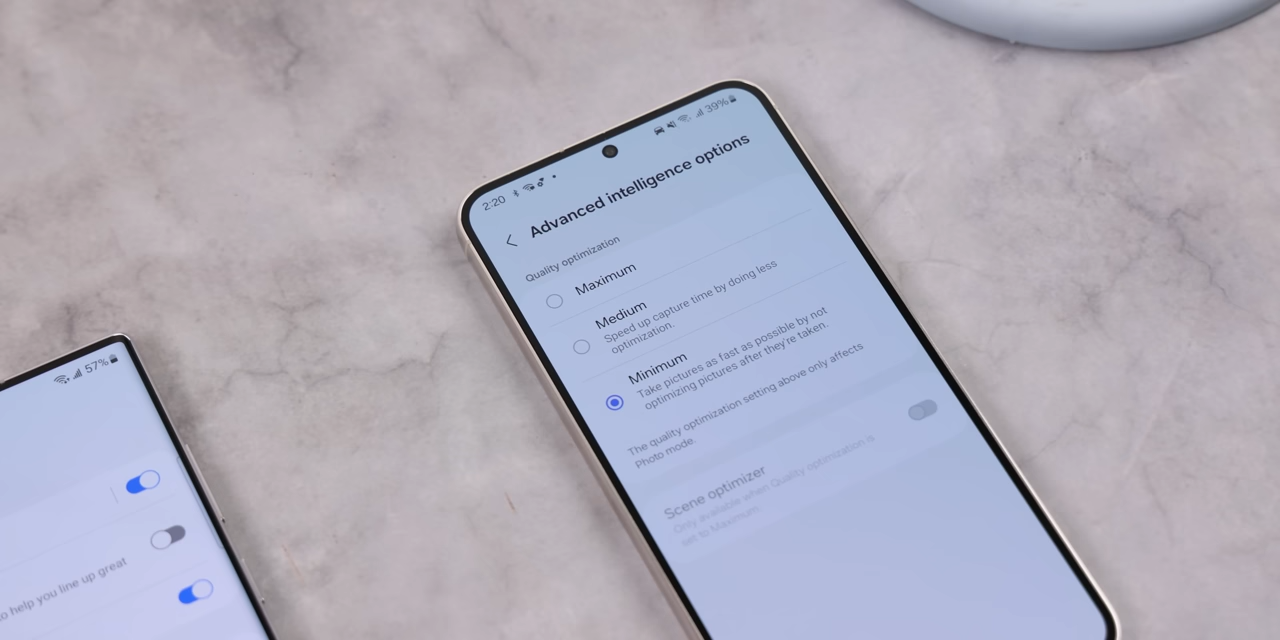 2:20
39%
Advanced intelligence options
Quality optimization
Maximum
Medium
Speed up capture time by doing less
optimization.
Minimum
Take pictures as fast as possible by not
optimizing pictures after they're taken.
The quality optimization setting above only affects
Photo mode.
Scene optimizer
Only available when Quality optimization is
set to Maximum.
57%
to help you line up great